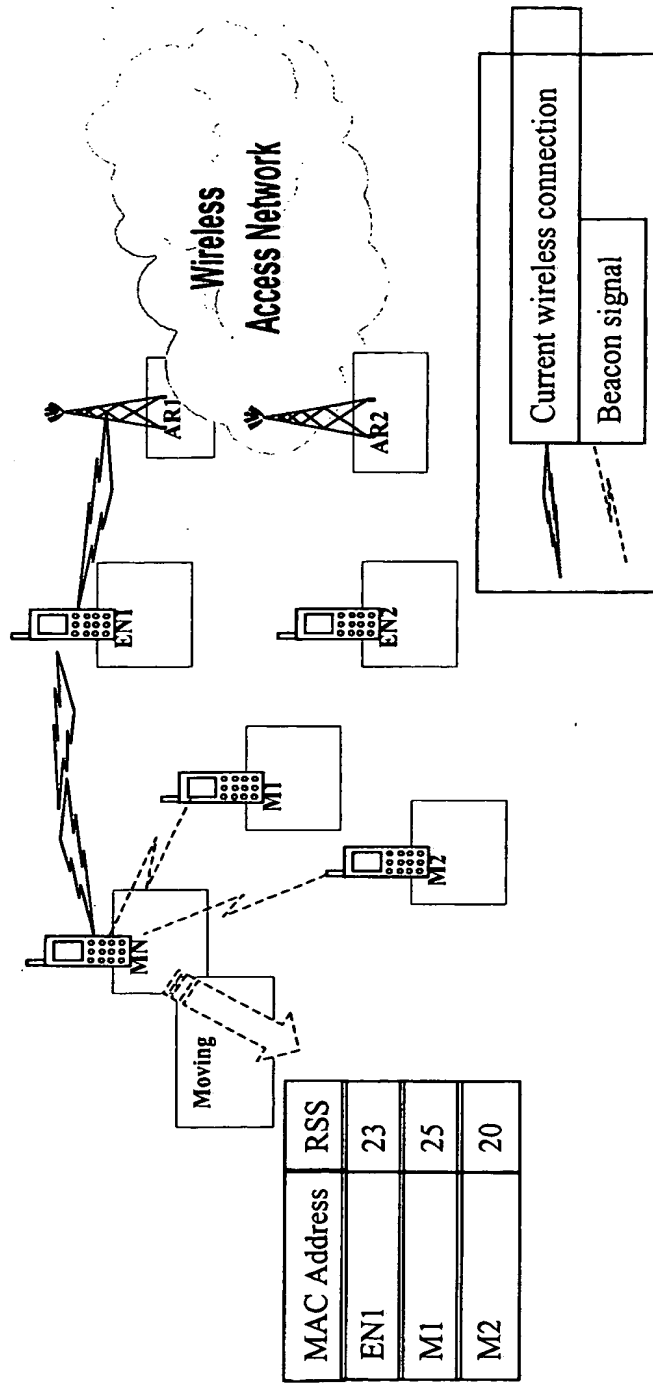 Wireless
Access Network
AR1
AR2
EN1
EN2
M1
M2
MN
Moving
MAC Address RSS
EN1 23
M1 25
M2 20
Current wireless connection
Beacon signal